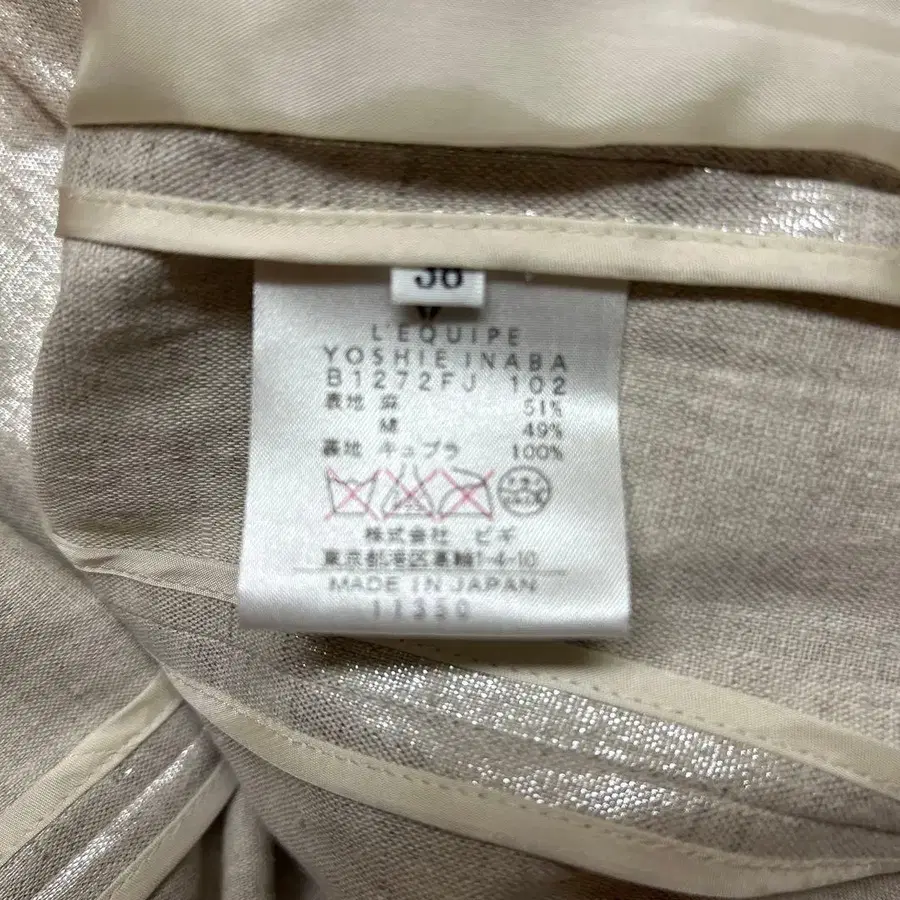 38
L'EQUIPE
YOSHIE INABA
B1272FJ 102
表地 麻 51%
綿 49%
裏地 キュプラ 100%
株式会社 ビギ
東京都港区高輪1-4-10
MADE IN JAPAN